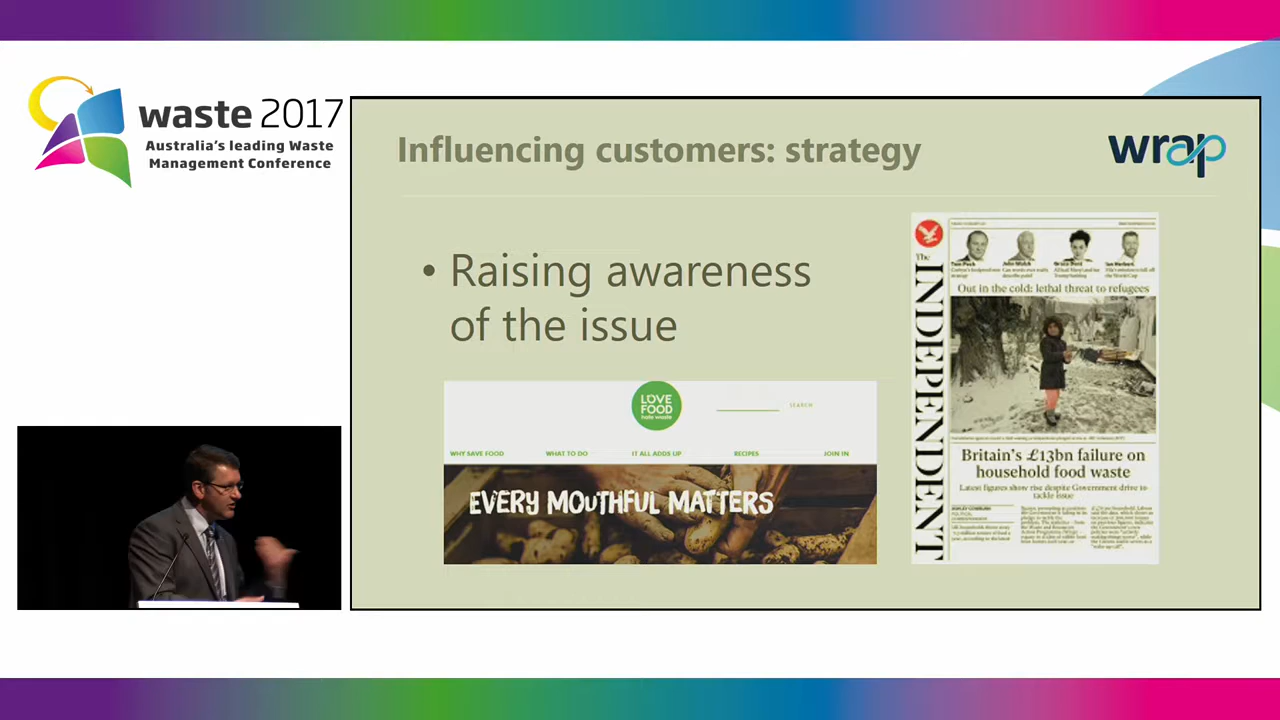 waste 2017
Australia's leading Waste
Management Conference
Influencing customers: strategy
wrap
• Raising awareness
of the issue
LOVE
FOOD
hate waste
SEARCH
WHY SAVE FOOD
WHAT TO DO
IT ALL ADDS UP
RECIPES
JOIN IN
EVERY MOUTHFUL MATTERS
The INDEPENDENT
Out in the cold: lethal threat to refugees
Britain's £13bn failure on
household food waste
Latest figures show rise despite Government drive to
tackle issue